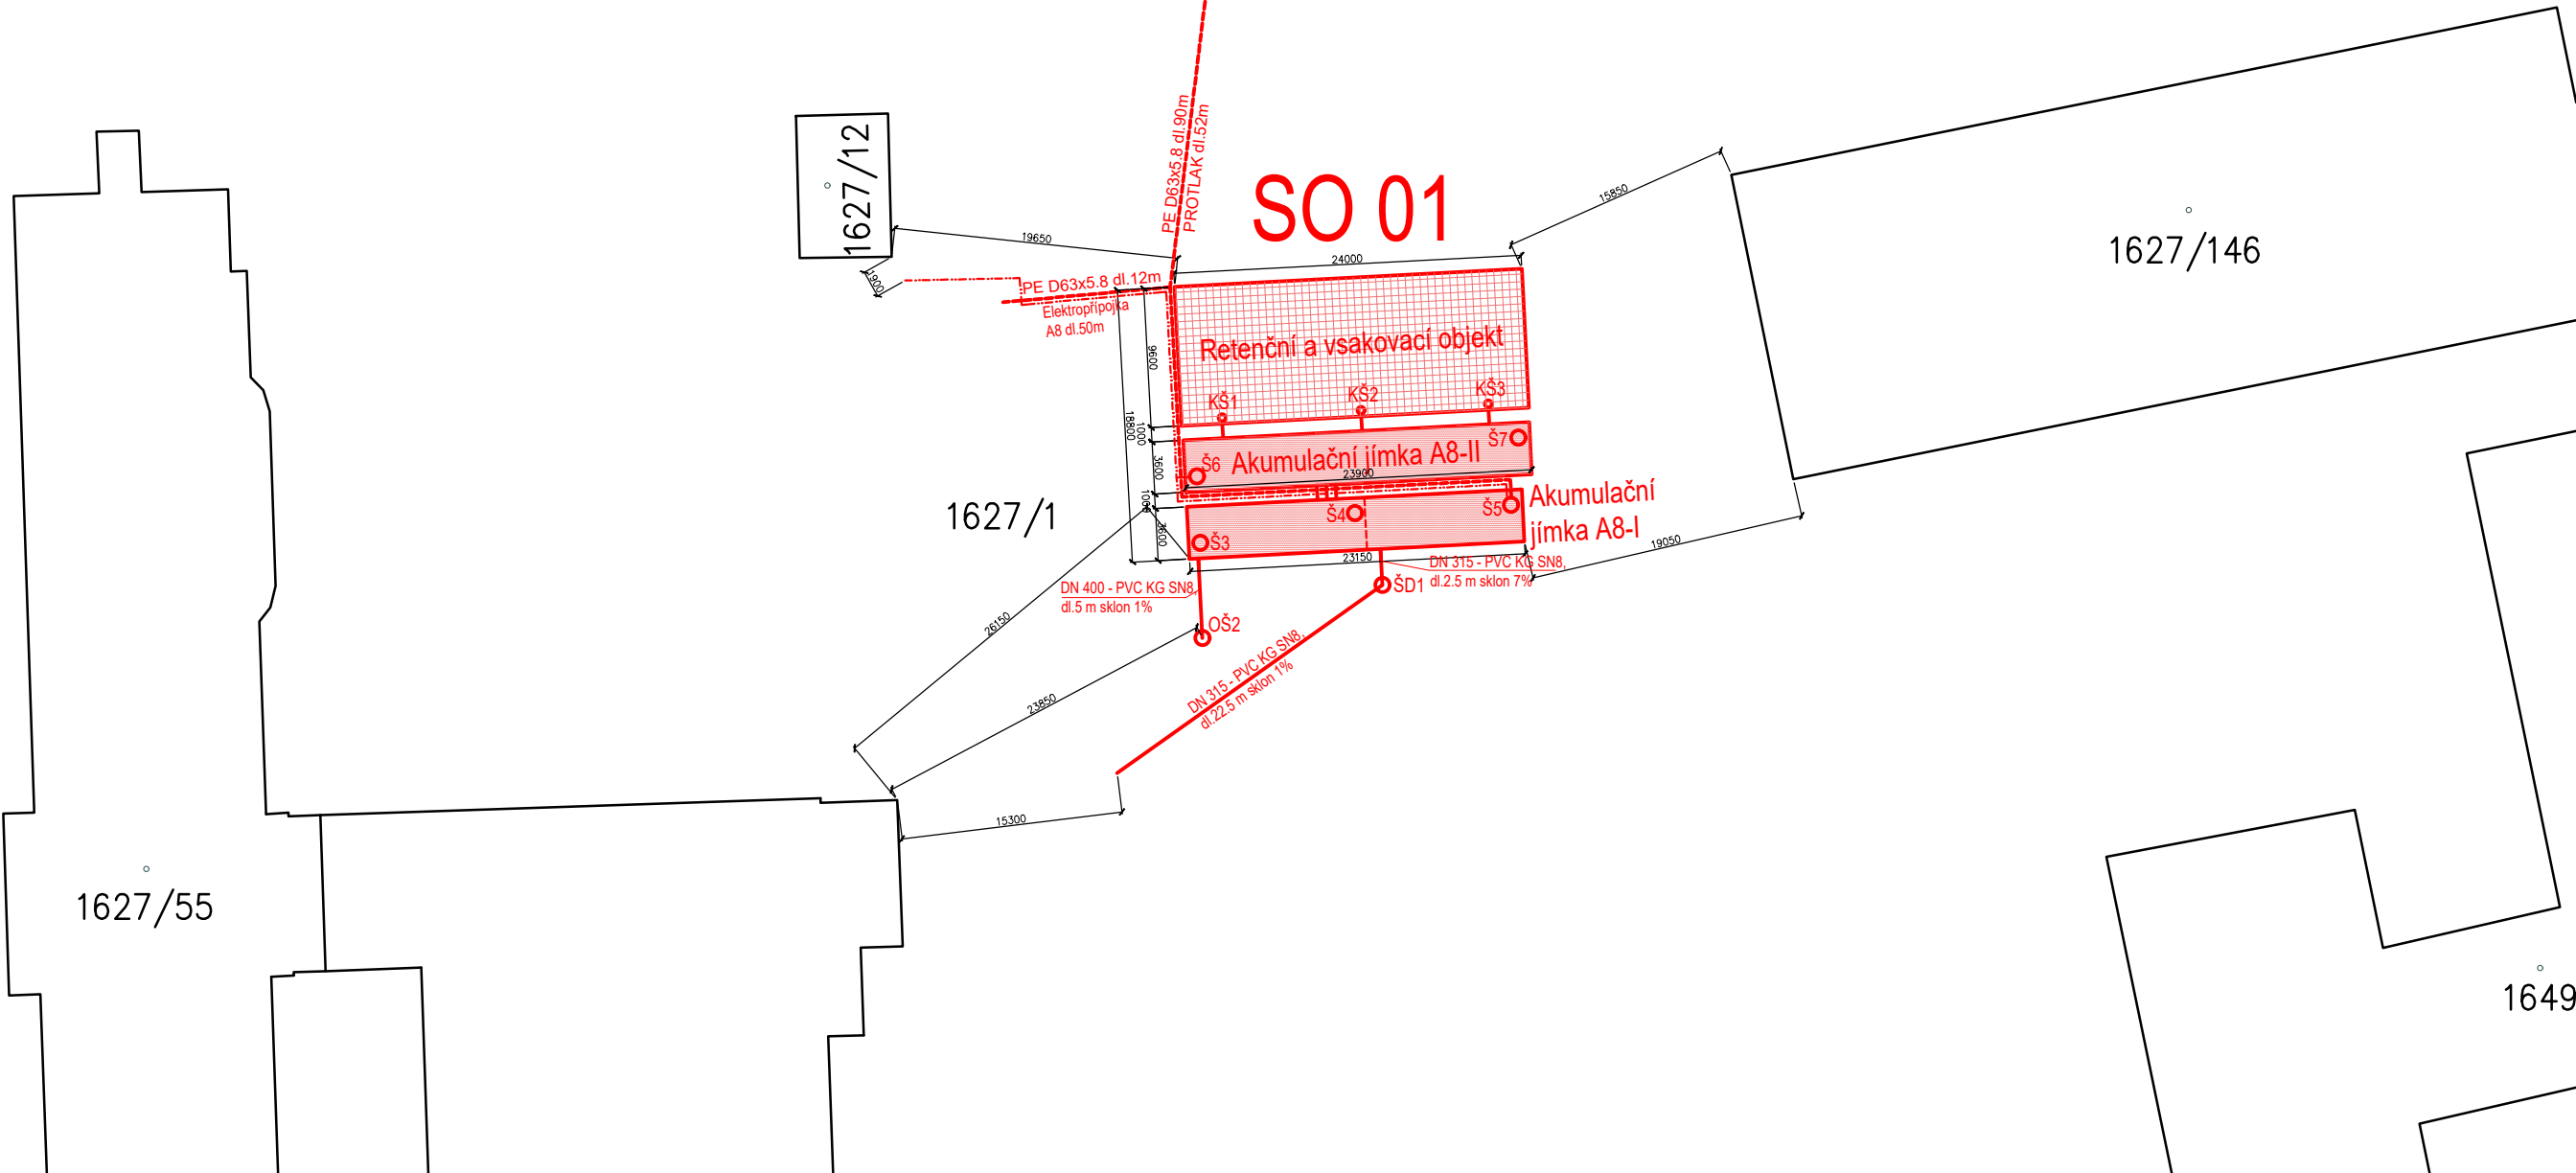 PE D63x5.8 dl.90m
PROTLAK dl.52m
1627/12
SO 01
15850
1627/146
19650
24000
1900
PE D63x5.8 dl.12m
Elektropřípojka
A8 dl.50m
Retenční a vsakovací objekt
9600
KŠ1
KŠ2
KŠ3
18800
1000
3600
1000
3600
Š6
Akumulační jímka A8-II
Š7
23900
1627/1
Š4
Š5
Akumulační
jímka A8-I
Š3
23150
19050
DN 315 - PVC KG SN8,
dl.2.5 m sklon 7%
ŠD1
DN 400 - PVC KG SN8,
dl.5 m sklon 1%
OŠ2
26150
DN 315 - PVC KG SN8,
dl.22.5 m sklon 1%
23850
15300
1627/55
1649